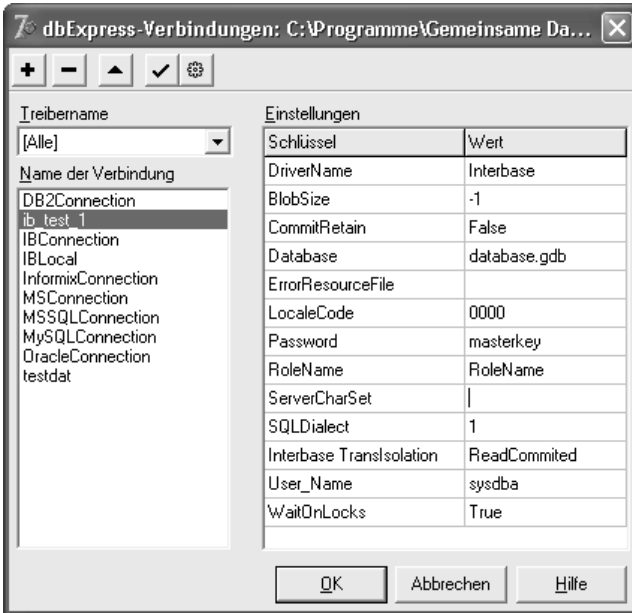 7 dbExpress-Verbindungen: C:\Programme\Gemeinsame Da...
Treibername
[Alle]
Name der Verbindung
DB2Connection
ib_test_1
IBConnection
IBLocal
InformixConnection
MSConnection
MSSQLConnection
MySQLConnection
OracleConnection
testdat
Einstellungen
Schlüssel Wert
DriverName Interbase
BlobSize -1
CommitRetain False
Database database.gdb
ErrorResourceFile
LocaleCode 0000
Password masterkey
RoleName RoleName
ServerCharSet
SQLDialect 1
Interbase TransIsolation ReadCommited
User_Name sysdba
WaitOnLocks True
OK Abbrechen Hilfe